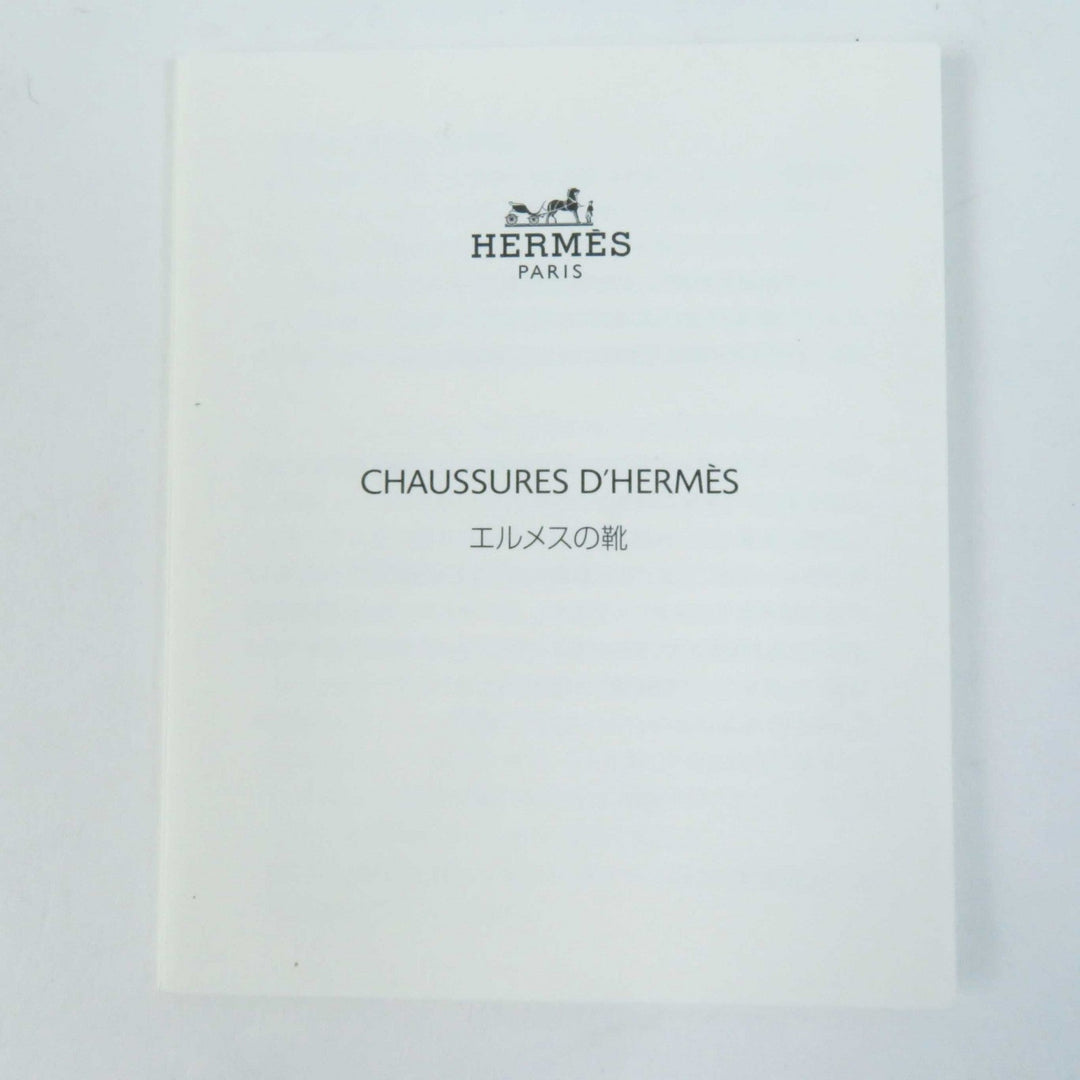 HERMÈS
PARIS
CHAUSSURES D'HERMÈS
エルメスの靴